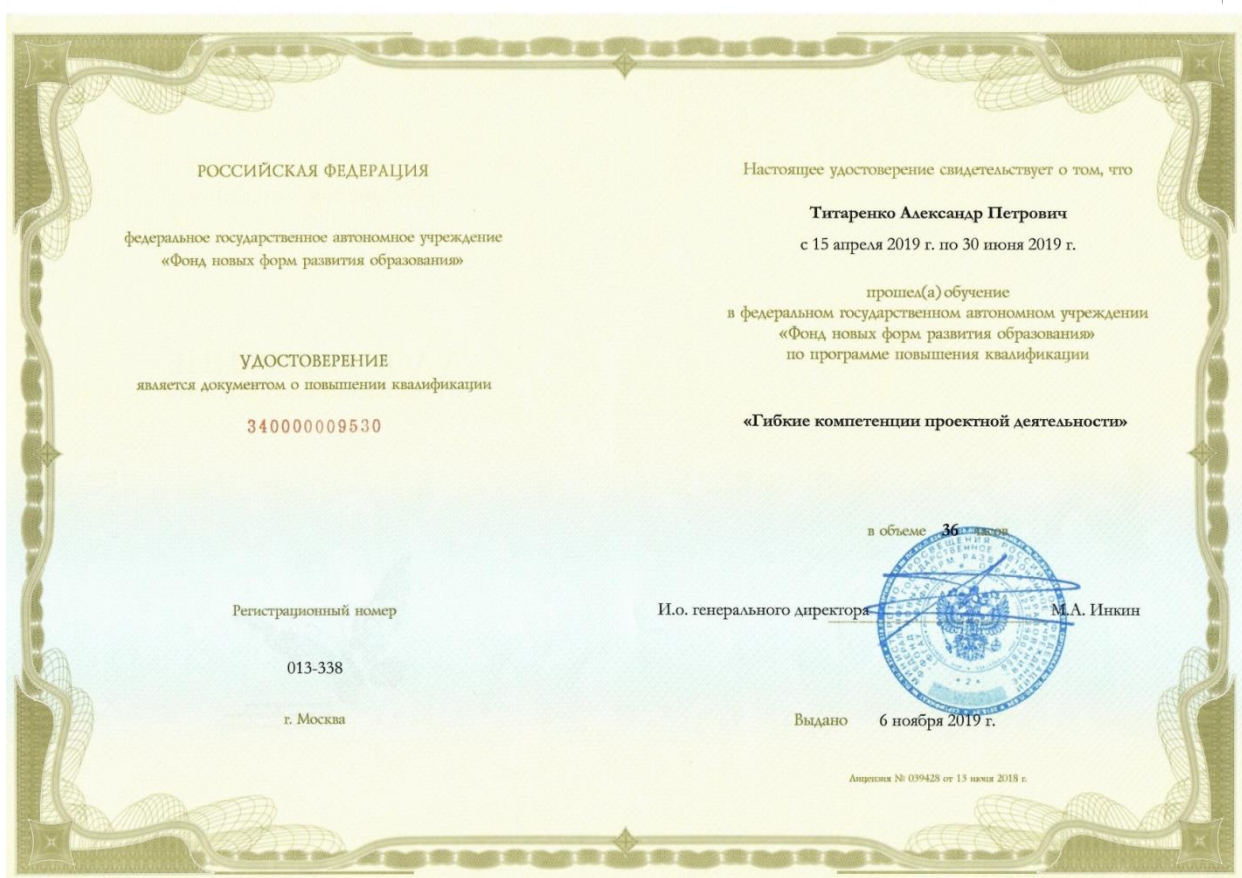 РОССИЙСКАЯ ФЕДЕРАЦИЯ
федеральное государственное автономное учреждение
«Фонд новых форм развития образования»
УДОСТОВЕРЕНИЕ
является документом о повышении квалификации
340000009530
Регистрационный номер
013-338
г. Москва
Настоящее удостоверение свидетельствует о том, что
Титаренко Александр Петрович
с 15 апреля 2019 г. по 30 июня 2019 г.
прошел(а) обучение
в федеральном государственном автономном учреждении
«Фонд новых форм развития образования»
по программе повышения квалификации
«Гибкие компетенции проектной деятельности»
в объеме 36 часов
И.о. генерального директора М.А. Инкин
Выдано 6 ноября 2019 г.
Лицензия № 039428 от 13 июня 2018 г.